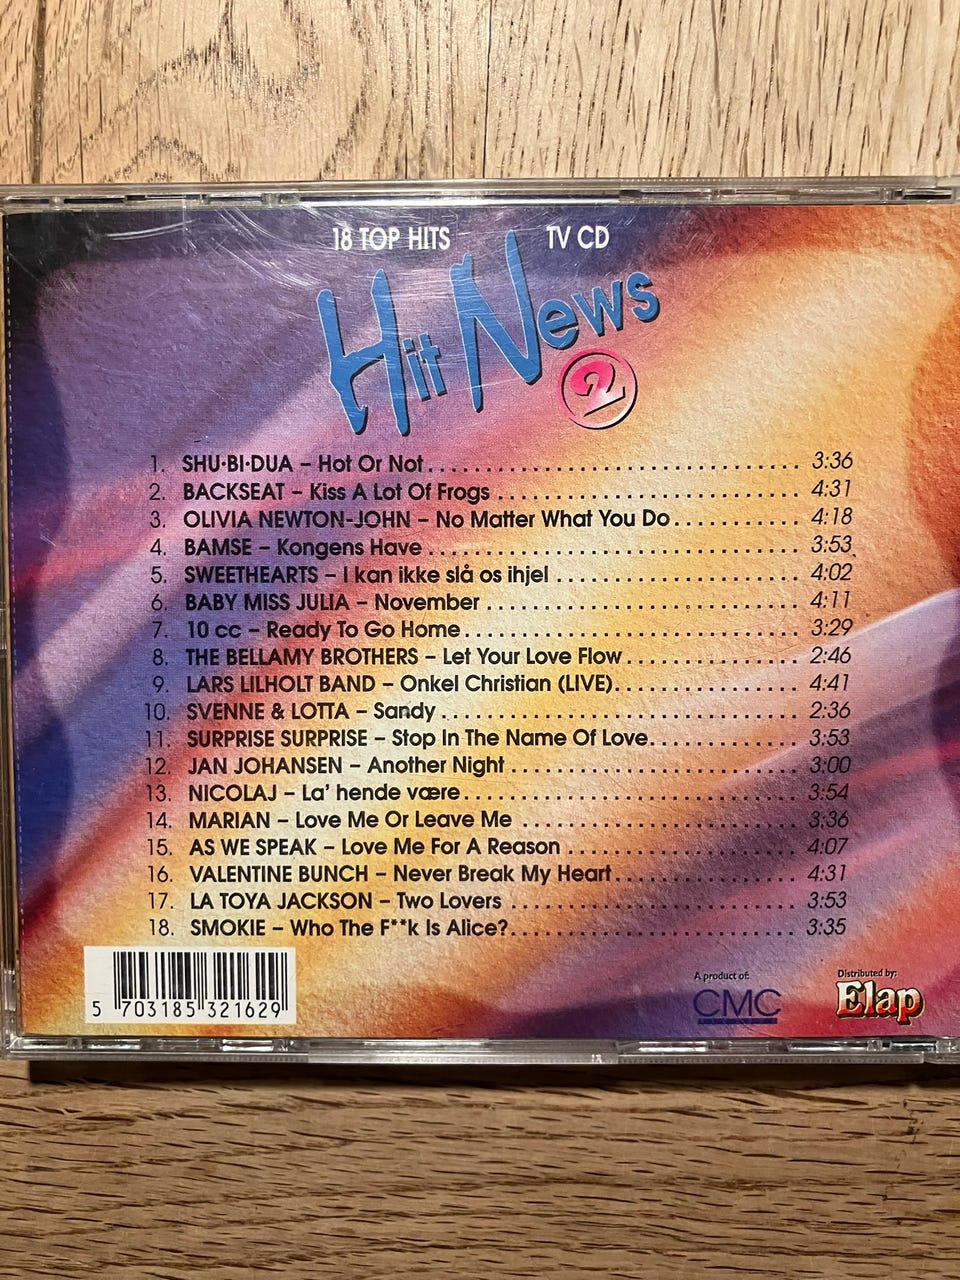 18 TOP HITS TV CD
Hit News
2
1. SHU·BI·DUA – Hot Or Not 3:36
2. BACKSEAT – Kiss A Lot Of Frogs 4:31
3. OLIVIA NEWTON-JOHN – No Matter What You Do 4:18
4. BAMSE – Kongens Have 3:53
5. SWEETHEARTS – I kan ikke slå os ihjel 4:02
6. BABY MISS JULIA – November 4:11
7. 10 cc – Ready To Go Home 3:29
8. THE BELLAMY BROTHERS – Let Your Love Flow 2:46
9. LARS LILHOLT BAND – Onkel Christian (LIVE) 4:41
10. SVENNE & LOTTA – Sandy 2:36
11. SURPRISE SURPRISE – Stop In The Name Of Love 3:53
12. JAN JOHANSEN – Another Night 3:00
13. NICOLAJ – La' hende være 3:54
14. MARIAN – Love Me Or Leave Me 3:36
15. AS WE SPEAK – Love Me For A Reason 4:07
16. VALENTINE BUNCH – Never Break My Heart 4:31
17. LA TOYA JACKSON – Two Lovers 3:53
18. SMOKIE – Who The F**k Is Alice? 3:35
5 703185 321629
A product of:
CMC
Distributed by:
Elap